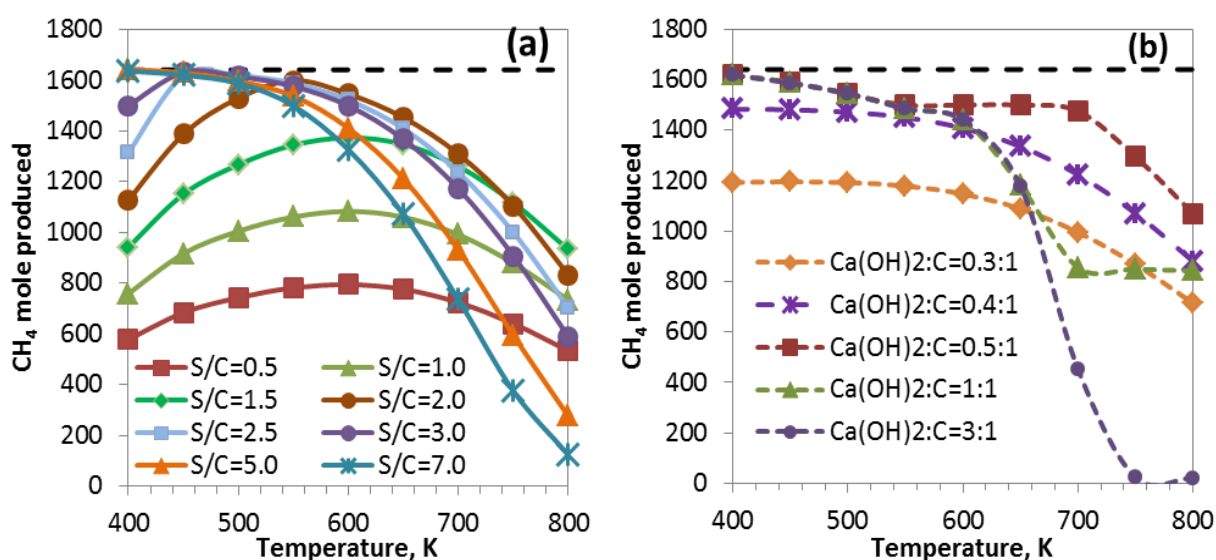 (a)
CH4 mole produced
1800
1600
1400
1200
1000
800
600
400
200
0
S/C=0.5 S/C=1.0
S/C=1.5 S/C=2.0
S/C=2.5 S/C=3.0
S/C=5.0 S/C=7.0
400 500 600 700 800
Temperature, K
(b)
CH4 mole produced
1800
1600
1400
1200
1000
800
600
400
200
0
Ca(OH)2:C=0.3:1
Ca(OH)2:C=0.4:1
Ca(OH)2:C=0.5:1
Ca(OH)2:C=1:1
Ca(OH)2:C=3:1
400 500 600 700 800
Temperature, K